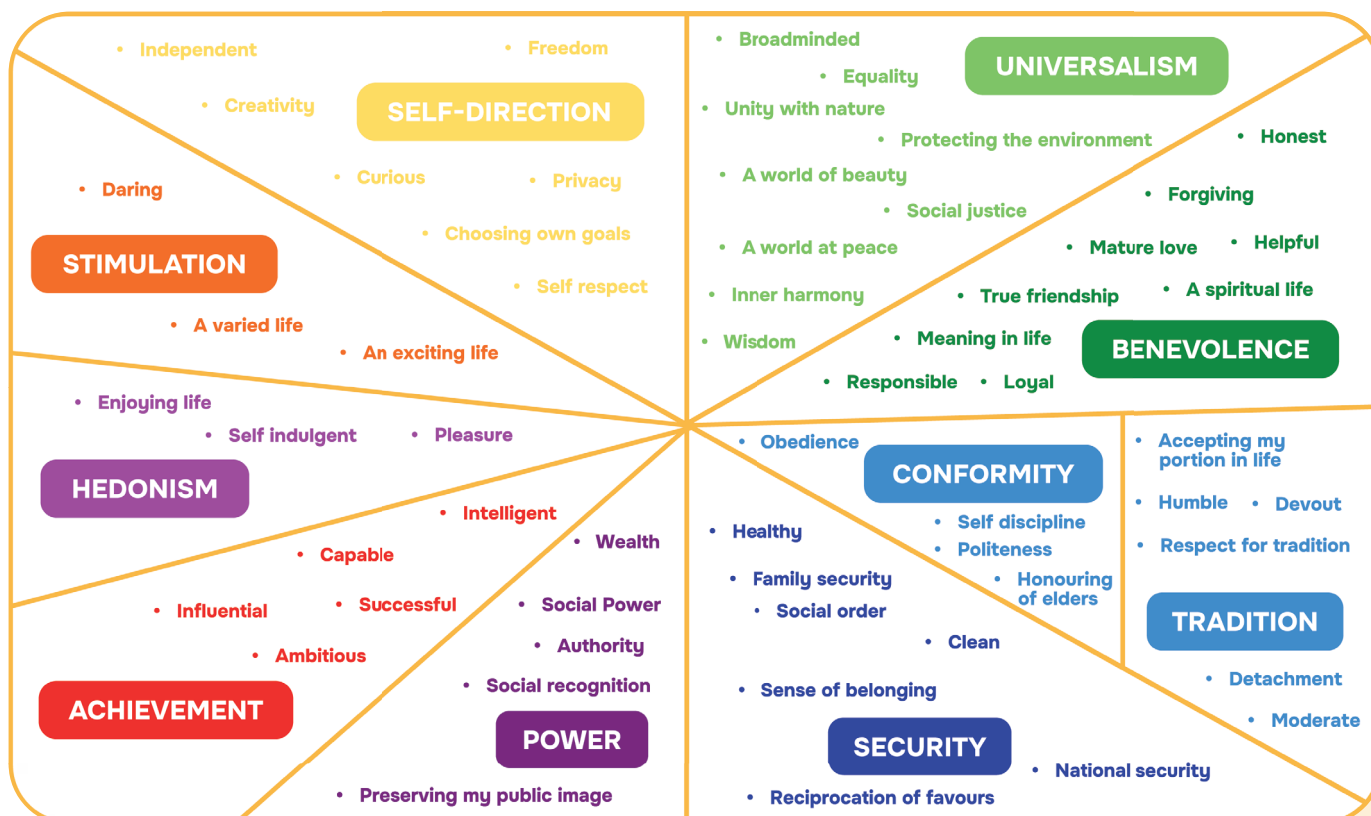 • Independent
• Freedom
• Creativity
SELF-DIRECTION
• Curious
• Privacy
• Choosing own goals
• Self respect
• Broadminded
UNIVERSALISM
• Equality
• Unity with nature
• Protecting the environment
• A world of beauty
• Social justice
• A world at peace
• Inner harmony
• Wisdom
• Honest
• Forgiving
• Mature love
• Helpful
• True friendship
• A spiritual life
• Meaning in life
BENEVOLENCE
• Responsible
• Loyal
• Daring
STIMULATION
• A varied life
• An exciting life
• Enjoying life
• Self indulgent
• Pleasure
HEDONISM
• Intelligent
• Capable
• Influential
• Successful
• Ambitious
ACHIEVEMENT
• Wealth
• Social Power
• Authority
• Social recognition
POWER
• Preserving my public image
• Obedience
CONFORMITY
• Self discipline
• Politeness
• Honouring
of elders
• Accepting my
portion in life
• Humble
• Devout
• Respect for tradition
TRADITION
• Detachment
• Moderate
• Healthy
• Family security
• Social order
• Clean
• Sense of belonging
SECURITY
• National security
• Reciprocation of favours